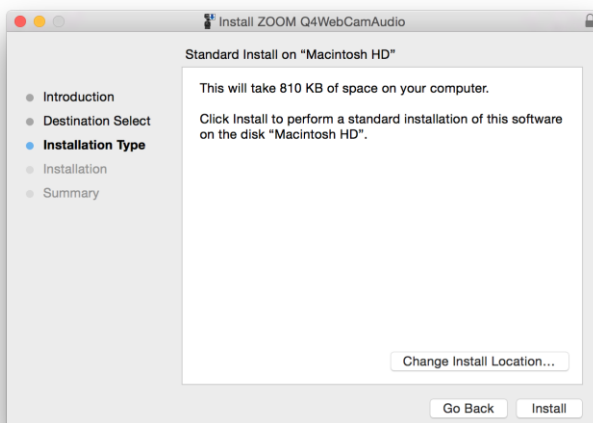 Install ZOOM Q4WebCamAudio
Standard Install on “Macintosh HD”
Introduction
Destination Select
Installation Type
Installation
Summary
This will take 810 KB of space on your computer.
Click Install to perform a standard installation of this software
on the disk “Macintosh HD”.
Change Install Location...
Go Back
Install